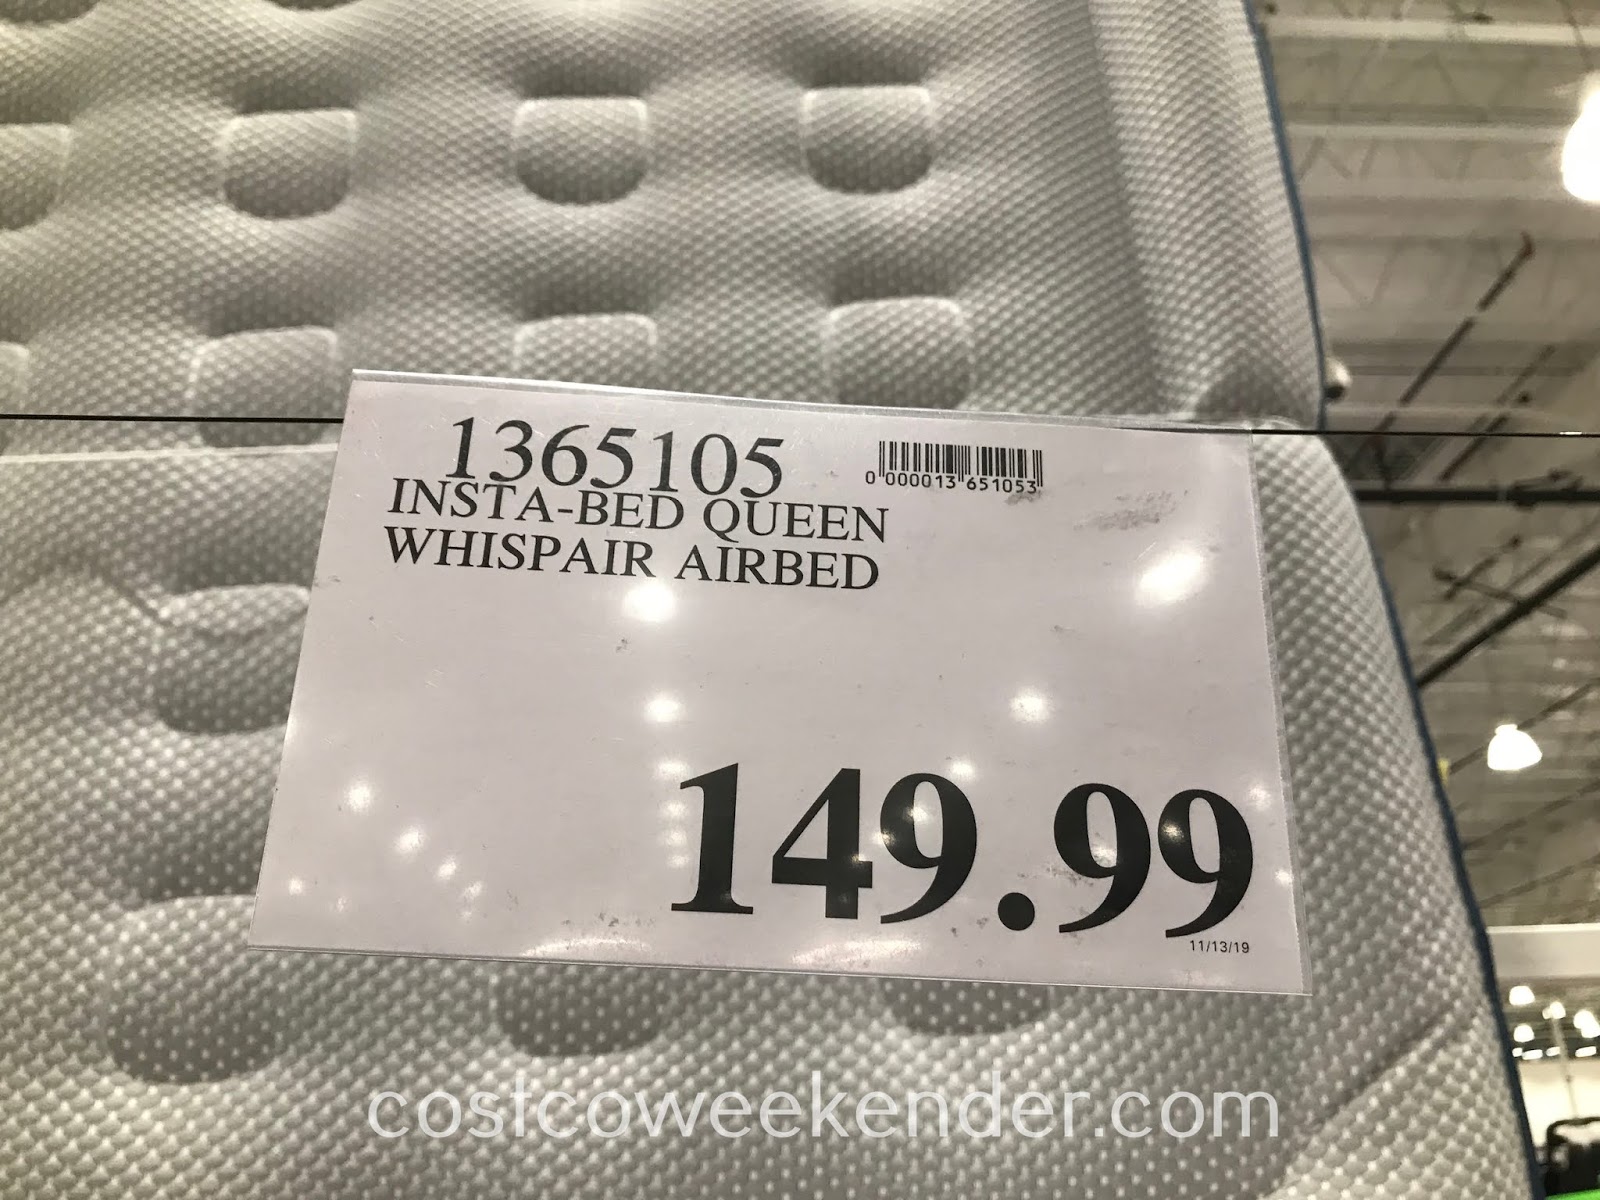 1365105
0 000013 651053
INSTA-BED QUEEN
WHISPAIR AIRBED
149.99
11/13/19
costcoweekender.com